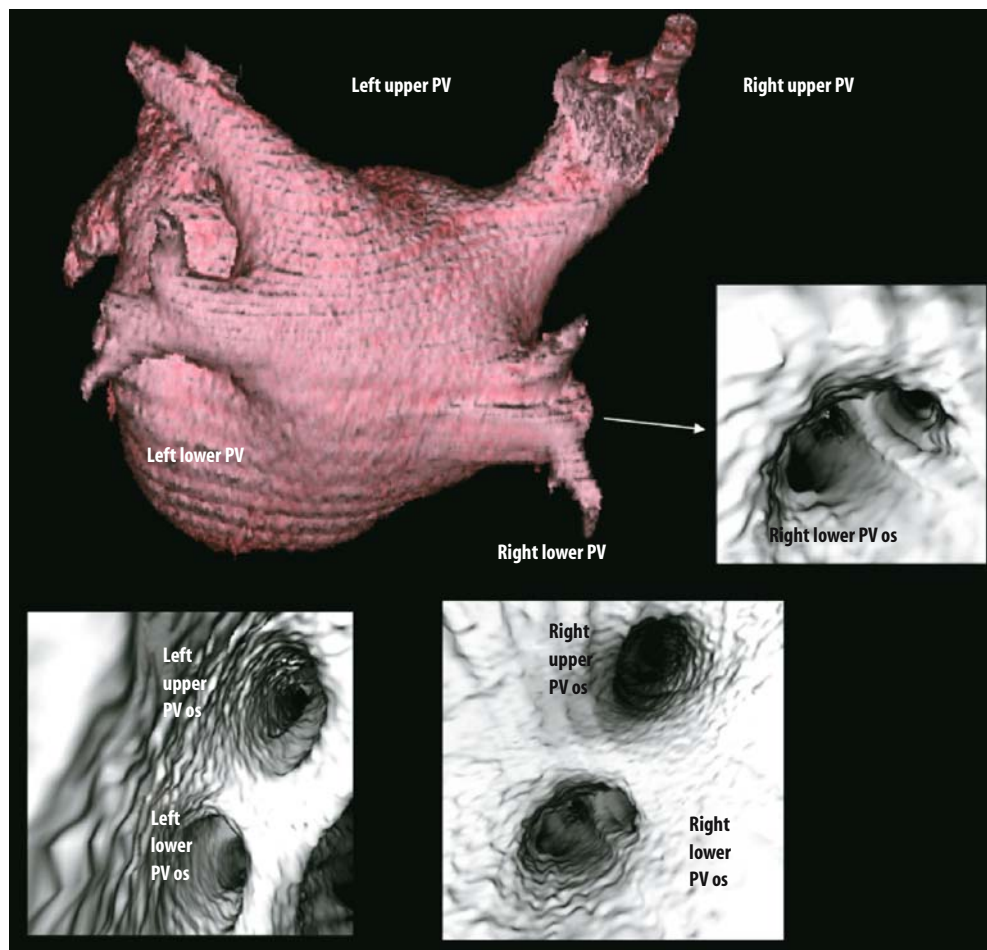 Left upper PV
Right upper PV
Left lower PV
Right lower PV os
Right lower PV
Left
upper
PV os
Left
lower
PV os
Right
upper
PV os
Right
lower
PV os